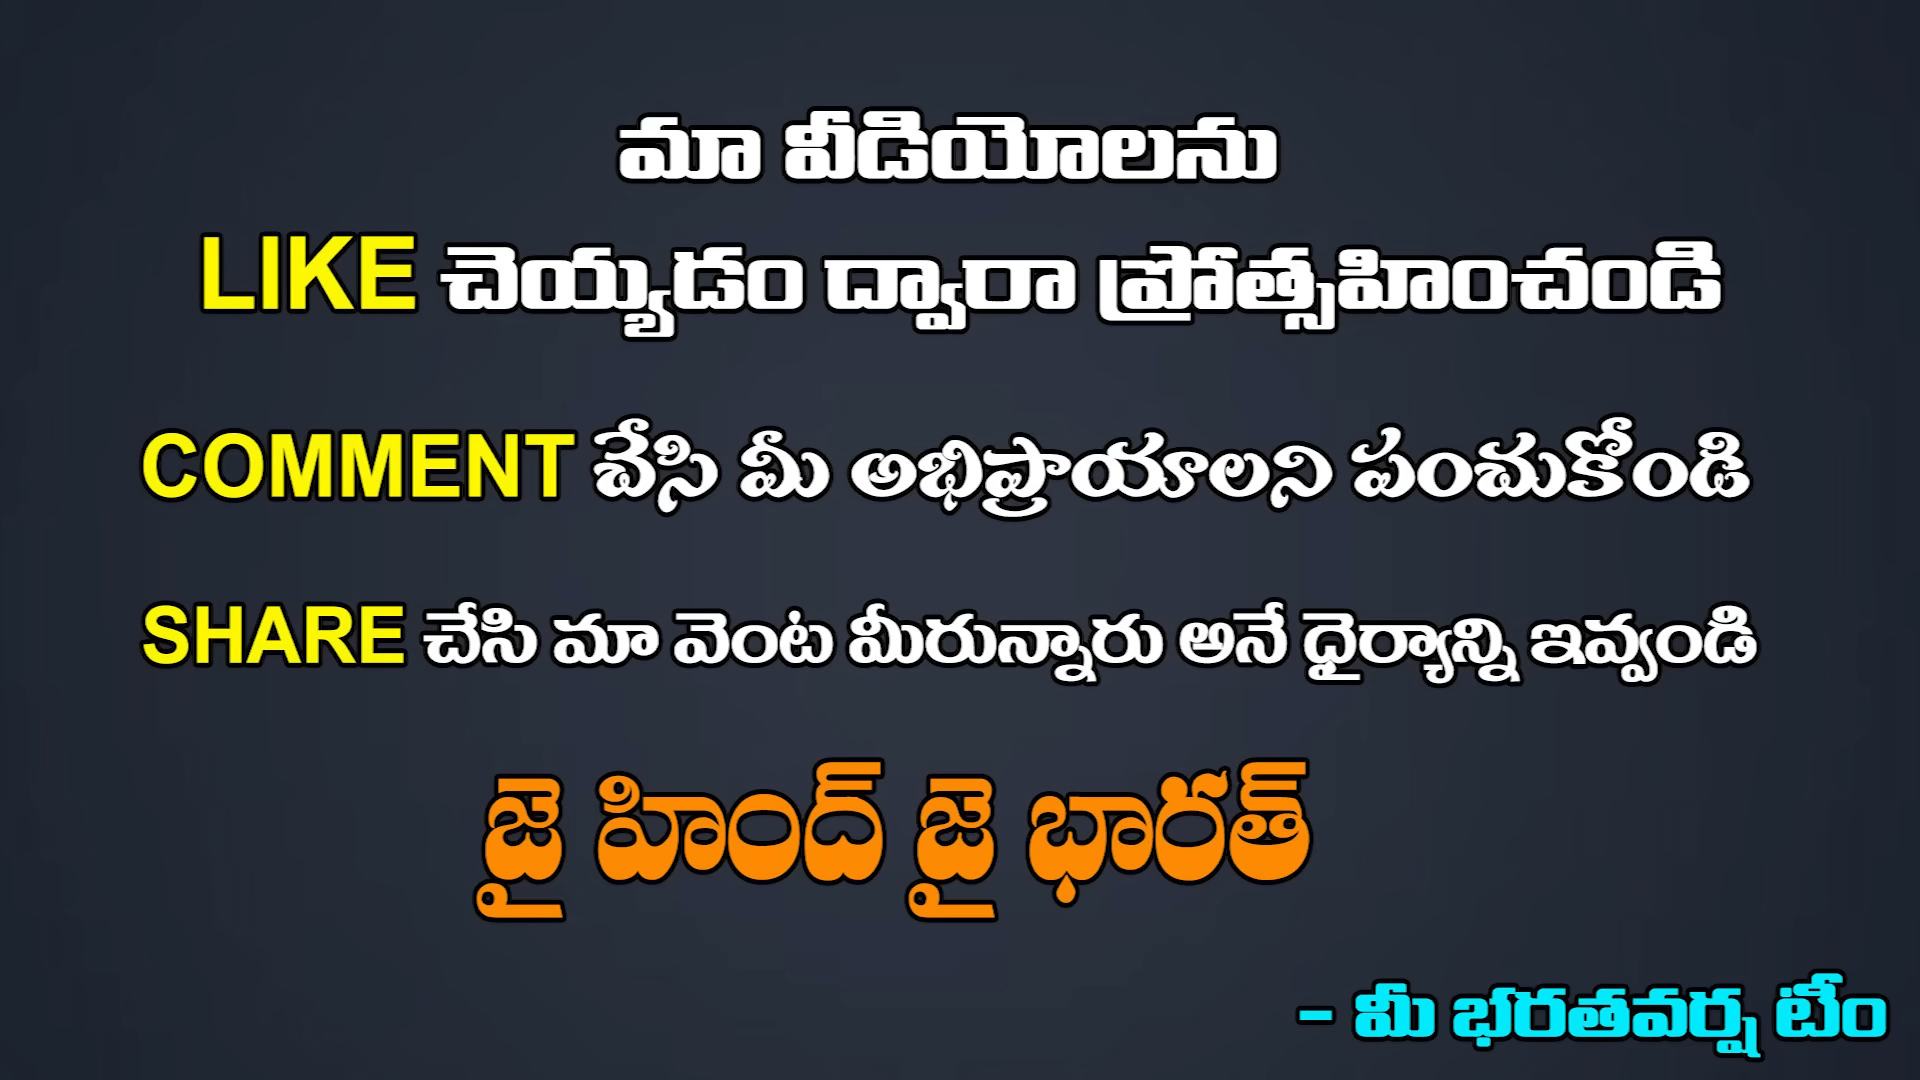 మా వీడియోలను
LIKE చెయ్యడం ద్వారా ప్రోత్సహించండి
COMMENT చేసి మీ అభిప్రాయాలని పంచుకోండి
SHARE చేసి మా వెంట మీరున్నారు అనే ధైర్యాన్ని ఇవ్వండి
జై హింద్ జై భారత్
- మీ భరతవర్ష టీం